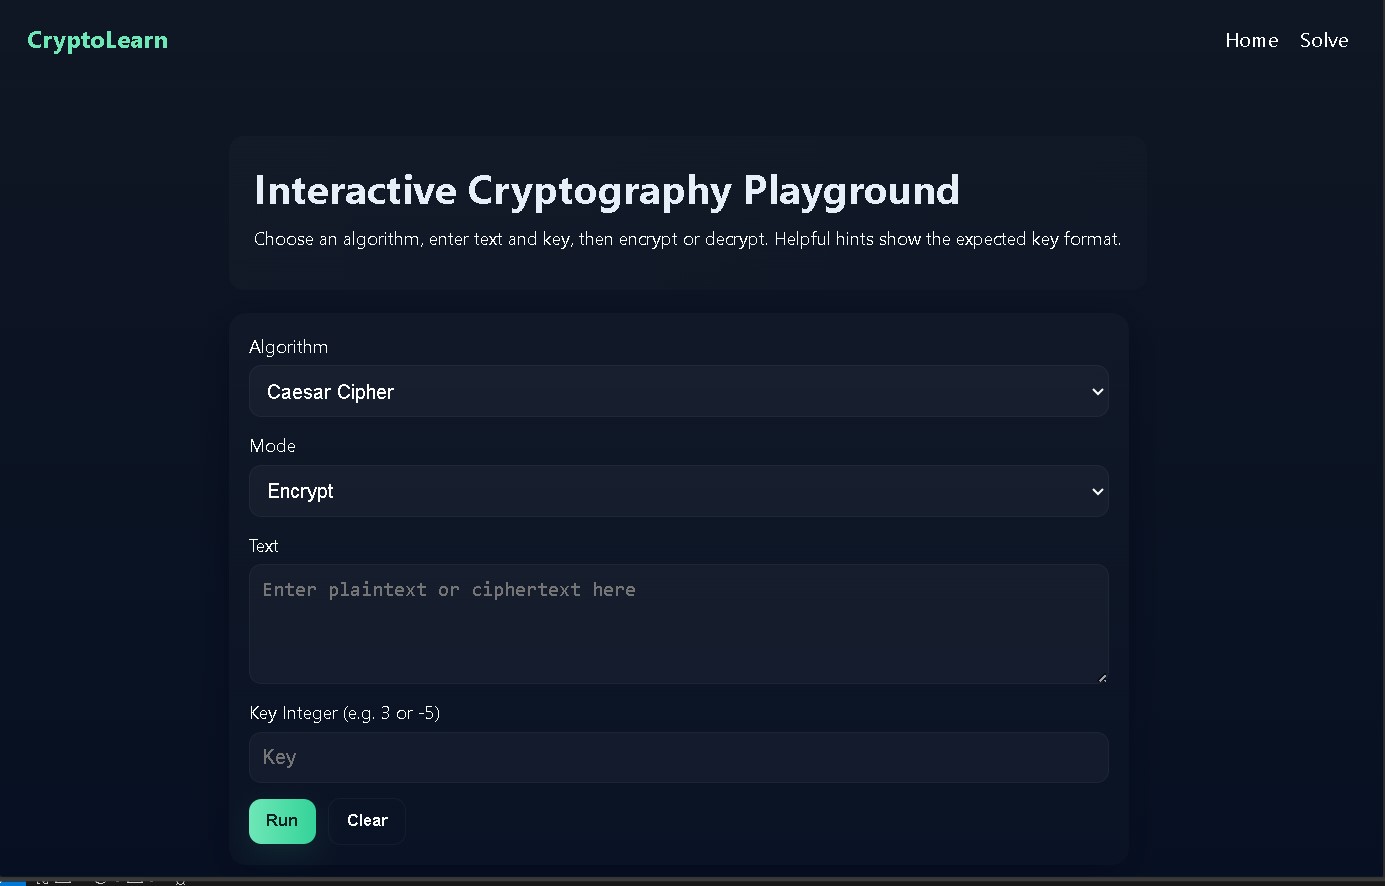 CryptoLearn
Home Solve
Interactive Cryptography Playground
Choose an algorithm, enter text and key, then encrypt or decrypt. Helpful hints show the expected key format.
Algorithm
Caesar Cipher
Mode
Encrypt
Text
Enter plaintext or ciphertext here
Key Integer (e.g. 3 or -5)
Key
Run Clear